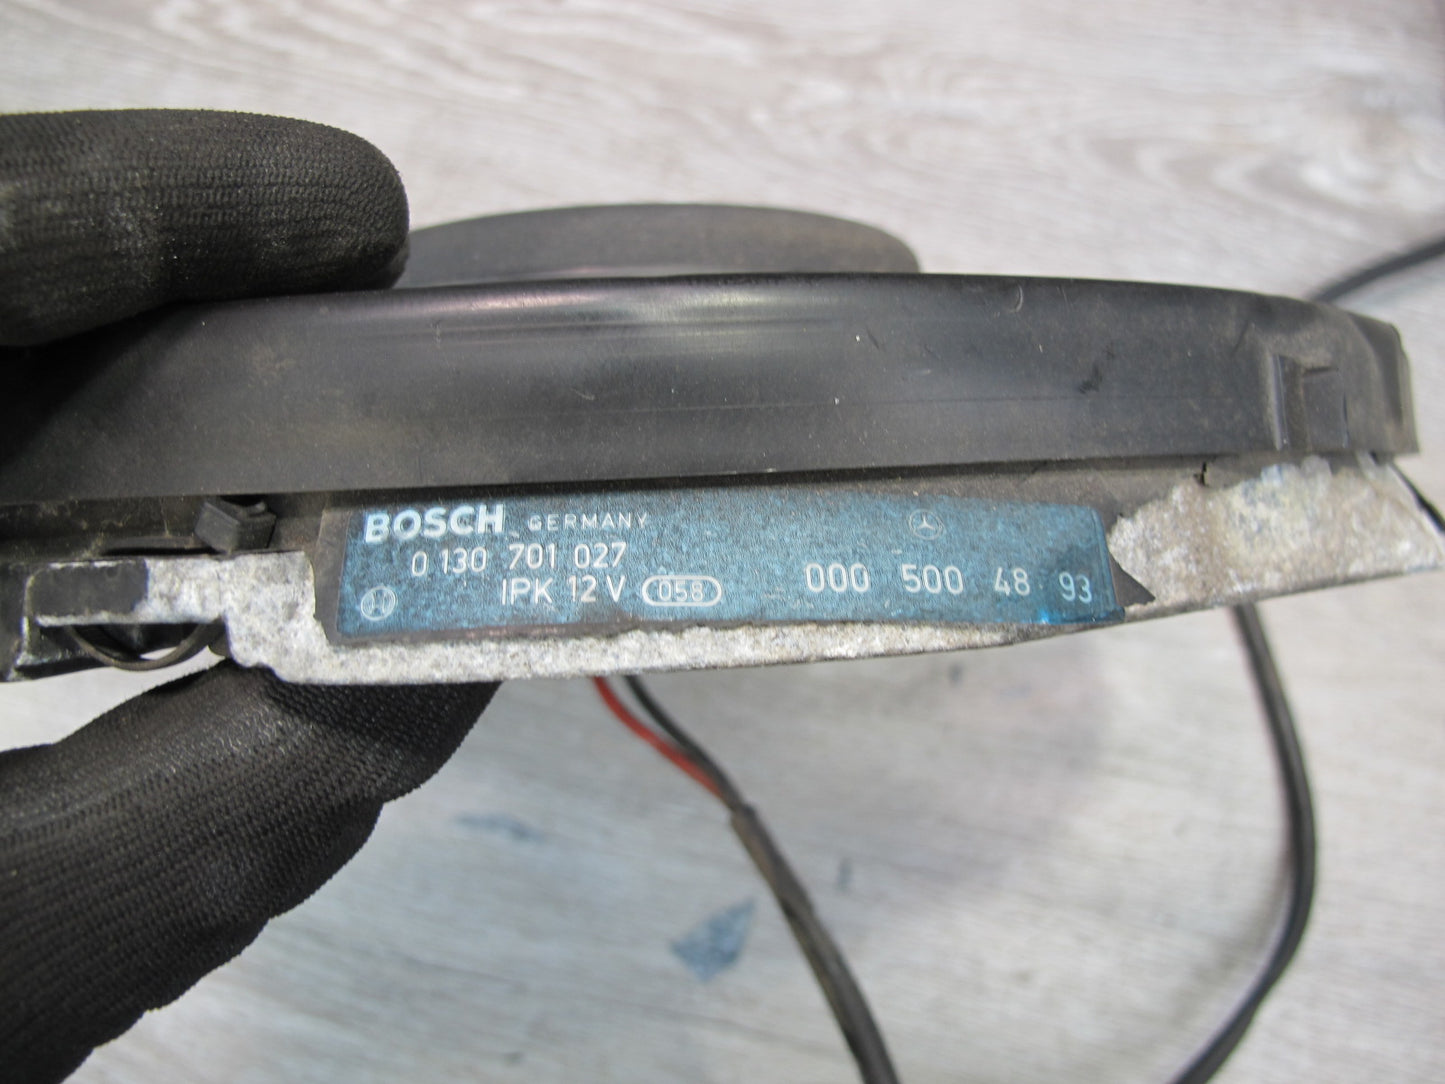 BOSCH GERMANY
0 130 701 027
IPK 12 V 058
000 500 48 93